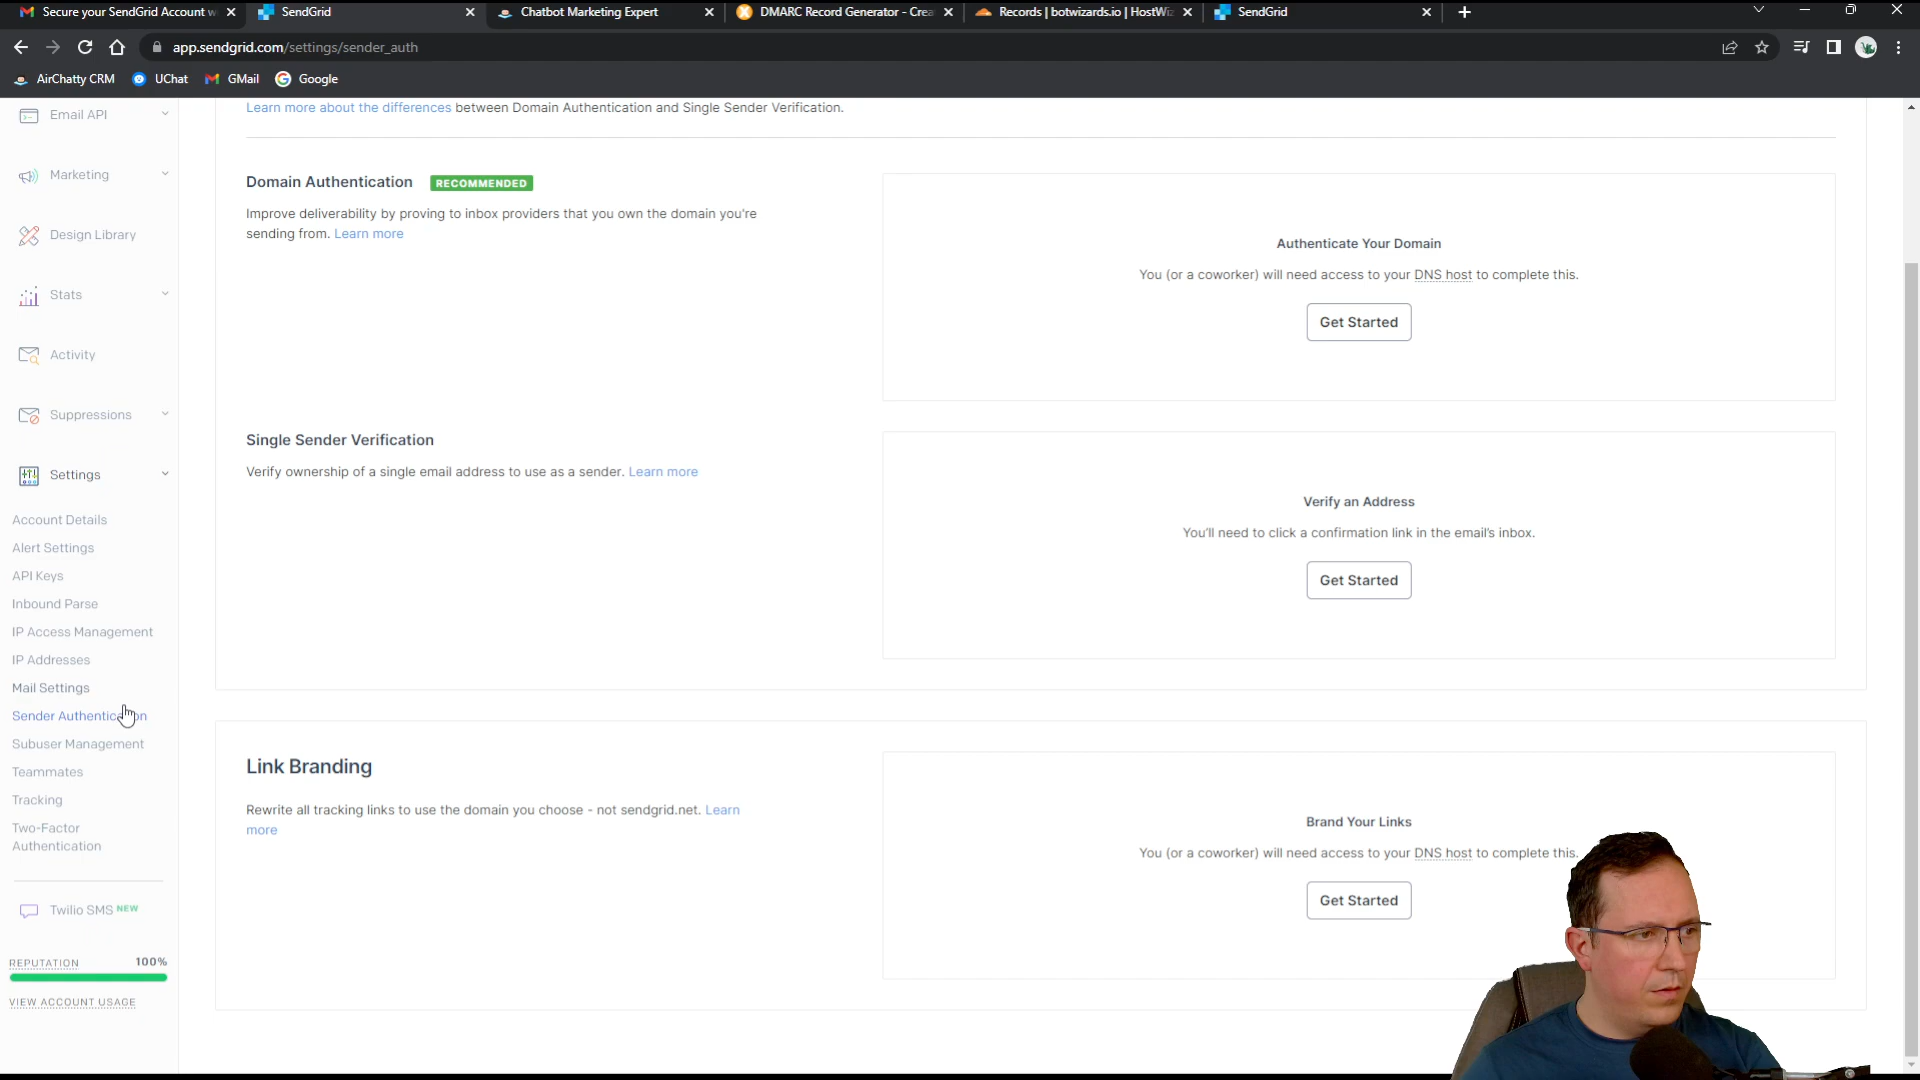 Secure your SendGrid Account w
SendGrid
Chatbot Marketing Expert
DMARC Record Generator - Crea
Records | botwizards.io | HostWiz
SendGrid
app.sendgrid.com/settings/sender_auth
AirChatty CRM
UChat
GMail
Google
Email API
Marketing
Design Library
Stats
Activity
Suppressions
Settings
Account Details
Alert Settings
API Keys
Inbound Parse
IP Access Management
IP Addresses
Mail Settings
Sender Authentication
Subuser Management
Teammates
Tracking
Two-Factor
Authentication
Twilio SMS NEW
REPUTATION 100%
VIEW ACCOUNT USAGE
Learn more about the differences between Domain Authentication and Single Sender Verification.
Domain Authentication RECOMMENDED
Improve deliverability by proving to inbox providers that you own the domain you're
sending from. Learn more
Authenticate Your Domain
You (or a coworker) will need access to your DNS host to complete this.
Get Started
Single Sender Verification
Verify ownership of a single email address to use as a sender. Learn more
Verify an Address
You'll need to click a confirmation link in the email's inbox.
Get Started
Link Branding
Rewrite all tracking links to use the domain you choose - not sendgrid.net. Learn
more
Brand Your Links
You (or a coworker) will need access to your DNS host to complete this.
Get Started